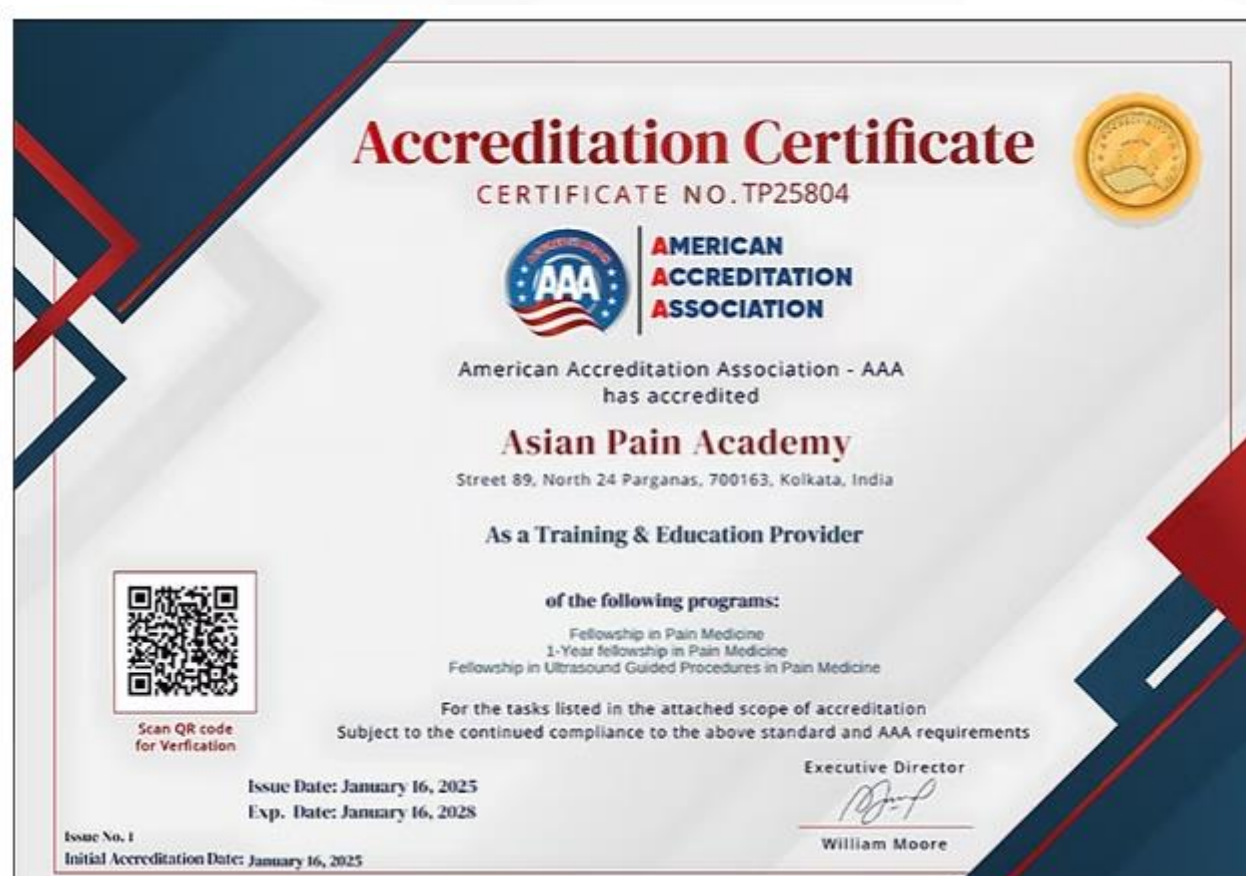 Accreditation Certificate
CERTIFICATE NO. TP25804
AAA
AMERICAN
ACCREDITATION
ASSOCIATION
American Accreditation Association - AAA
has accredited
Asian Pain Academy
Street 89, North 24 Parganas, 700163, Kolkata, India
As a Training & Education Provider
of the following programs:
Fellowship in Pain Medicine
1-Year fellowship in Pain Medicine
Fellowship in Ultrasound Guided Procedures in Pain Medicine
For the tasks listed in the attached scope of accreditation
Subject to the continued compliance to the above standard and AAA requirements
Scan QR code
for Verfication
Executive Director
William Moore
Issue Date: January 16, 2025
Exp. Date: January 16, 2028
Issue No. 1
Initial Accreditation Date: January 16, 2025